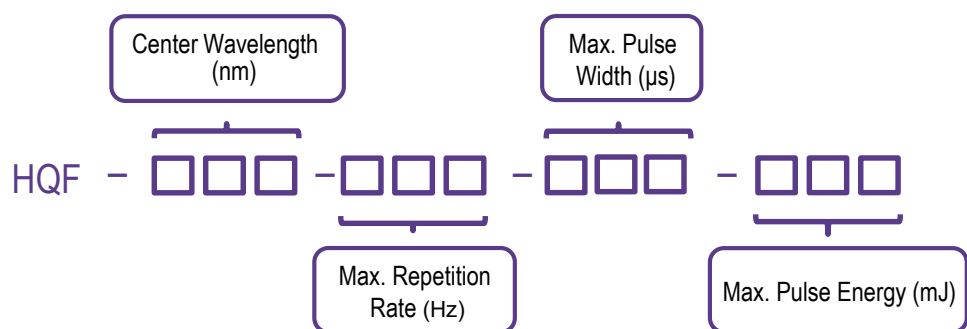 Center Wavelength
(nm)
Max. Pulse
Width (µs)
HQF – □□□ – □□□ – □□□ – □□□
Max. Repetition
Rate (Hz)
Max. Pulse Energy (mJ)